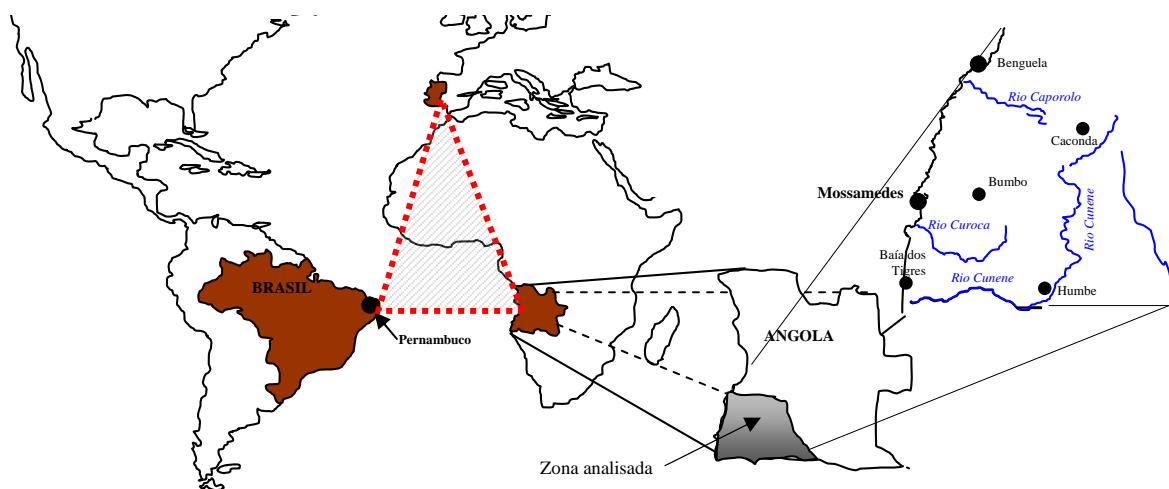 BRASIL
Pernambuco
ANGOLA
Zona analisada
Benguela
Rio Caporolo
Caconda
Bumbo
Mossamedes
Rio Cunene
Rio Curoca
Baía dos
Tigres
Rio Cunene
Humbe